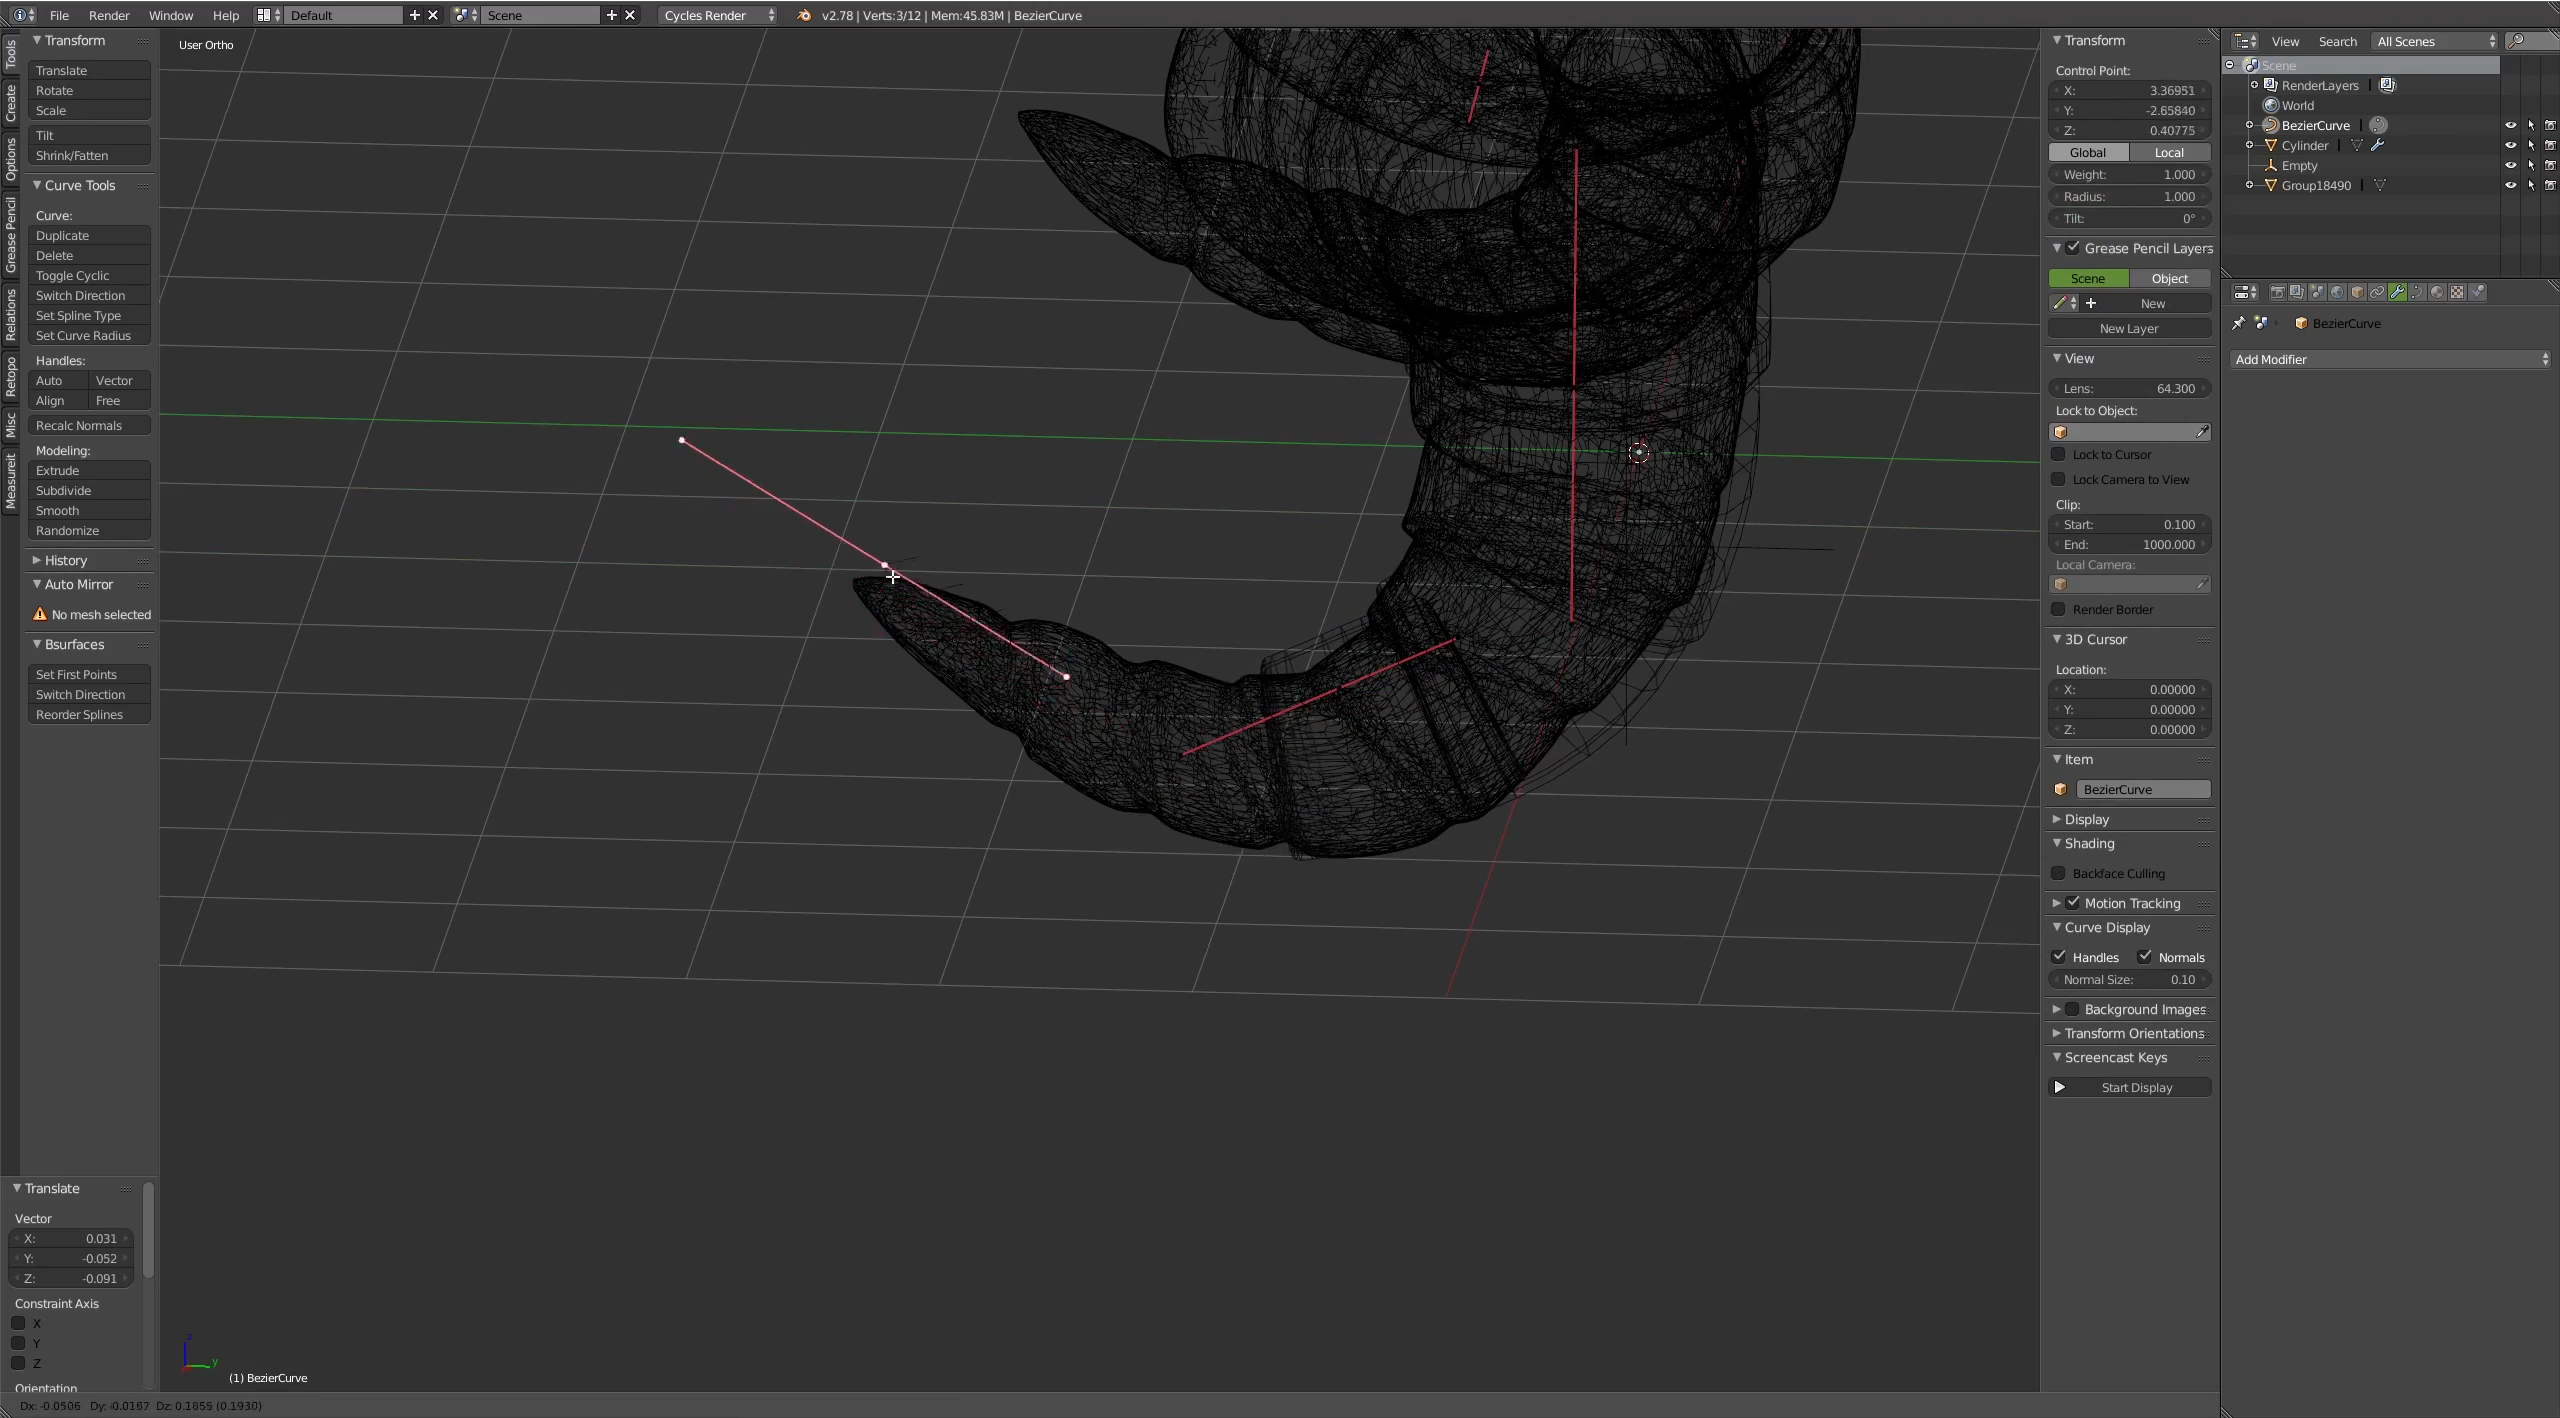 File Render Window Help Default Scene Cycles Render v2.78 | Verts:3/12 | Mem:45.83M | BezierCurve
Tools
Create
Options
Grease Pencil
Relations
Retopo
Misc
Measureit
Transform
Translate
Rotate
Scale
Tilt
Shrink/Fatten
Curve Tools
Curve:
Duplicate
Delete
Toggle Cyclic
Switch Direction
Set Spline Type
Set Curve Radius
Handles:
Auto Vector
Align Free
Recalc Normals
Modeling:
Extrude
Subdivide
Smooth
Randomize
History
Auto Mirror
No mesh selected
Bsurfaces
Set First Points
Switch Direction
Reorder Splines
Translate
Vector
X: 0.031
Y: -0.052
Z: -0.091
Constraint Axis
X
Y
Z
Orientation
User Ortho
z
y
(1) BezierCurve
Dx: -0.0506 Dy: -0.0167 Dz: 0.1855 (0.1930)
Transform
Control Point:
X: 3.36951
Y: -2.65840
Z: 0.40775
Global Local
Weight: 1.000
Radius: 1.000
Tilt: 0°
Grease Pencil Layers
Scene Object
New
New Layer
View
Lens: 64.300
Lock to Object:
Lock to Cursor
Lock Camera to View
Clip:
Start: 0.100
End: 1000.000
Local Camera:
Render Border
3D Cursor
Location:
X: 0.00000
Y: 0.00000
Z: 0.00000
Item
BezierCurve
Display
Shading
Backface Culling
Motion Tracking
Curve Display
Handles Normals
Normal Size: 0.10
Background Images
Transform Orientations
Screencast Keys
Start Display
View Search All Scenes
Scene
RenderLayers
World
BezierCurve
Cylinder
Empty
Group18490
BezierCurve
Add Modifier